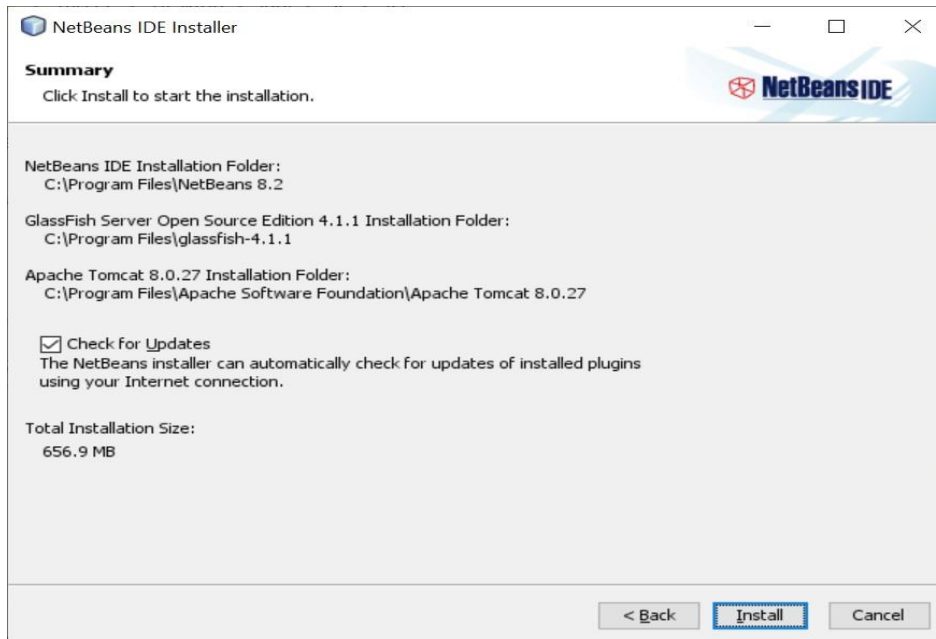 NetBeans IDE Installer
Summary
Click Install to start the installation.
NetBeans IDE
NetBeans IDE Installation Folder:
C:\Program Files\NetBeans 8.2
GlassFish Server Open Source Edition 4.1.1 Installation Folder:
C:\Program Files\glassfish-4.1.1
Apache Tomcat 8.0.27 Installation Folder:
C:\Program Files\Apache Software Foundation\Apache Tomcat 8.0.27
Check for Updates
The NetBeans installer can automatically check for updates of installed plugins
using your Internet connection.
Total Installation Size:
656.9 MB
< Back Install Cancel